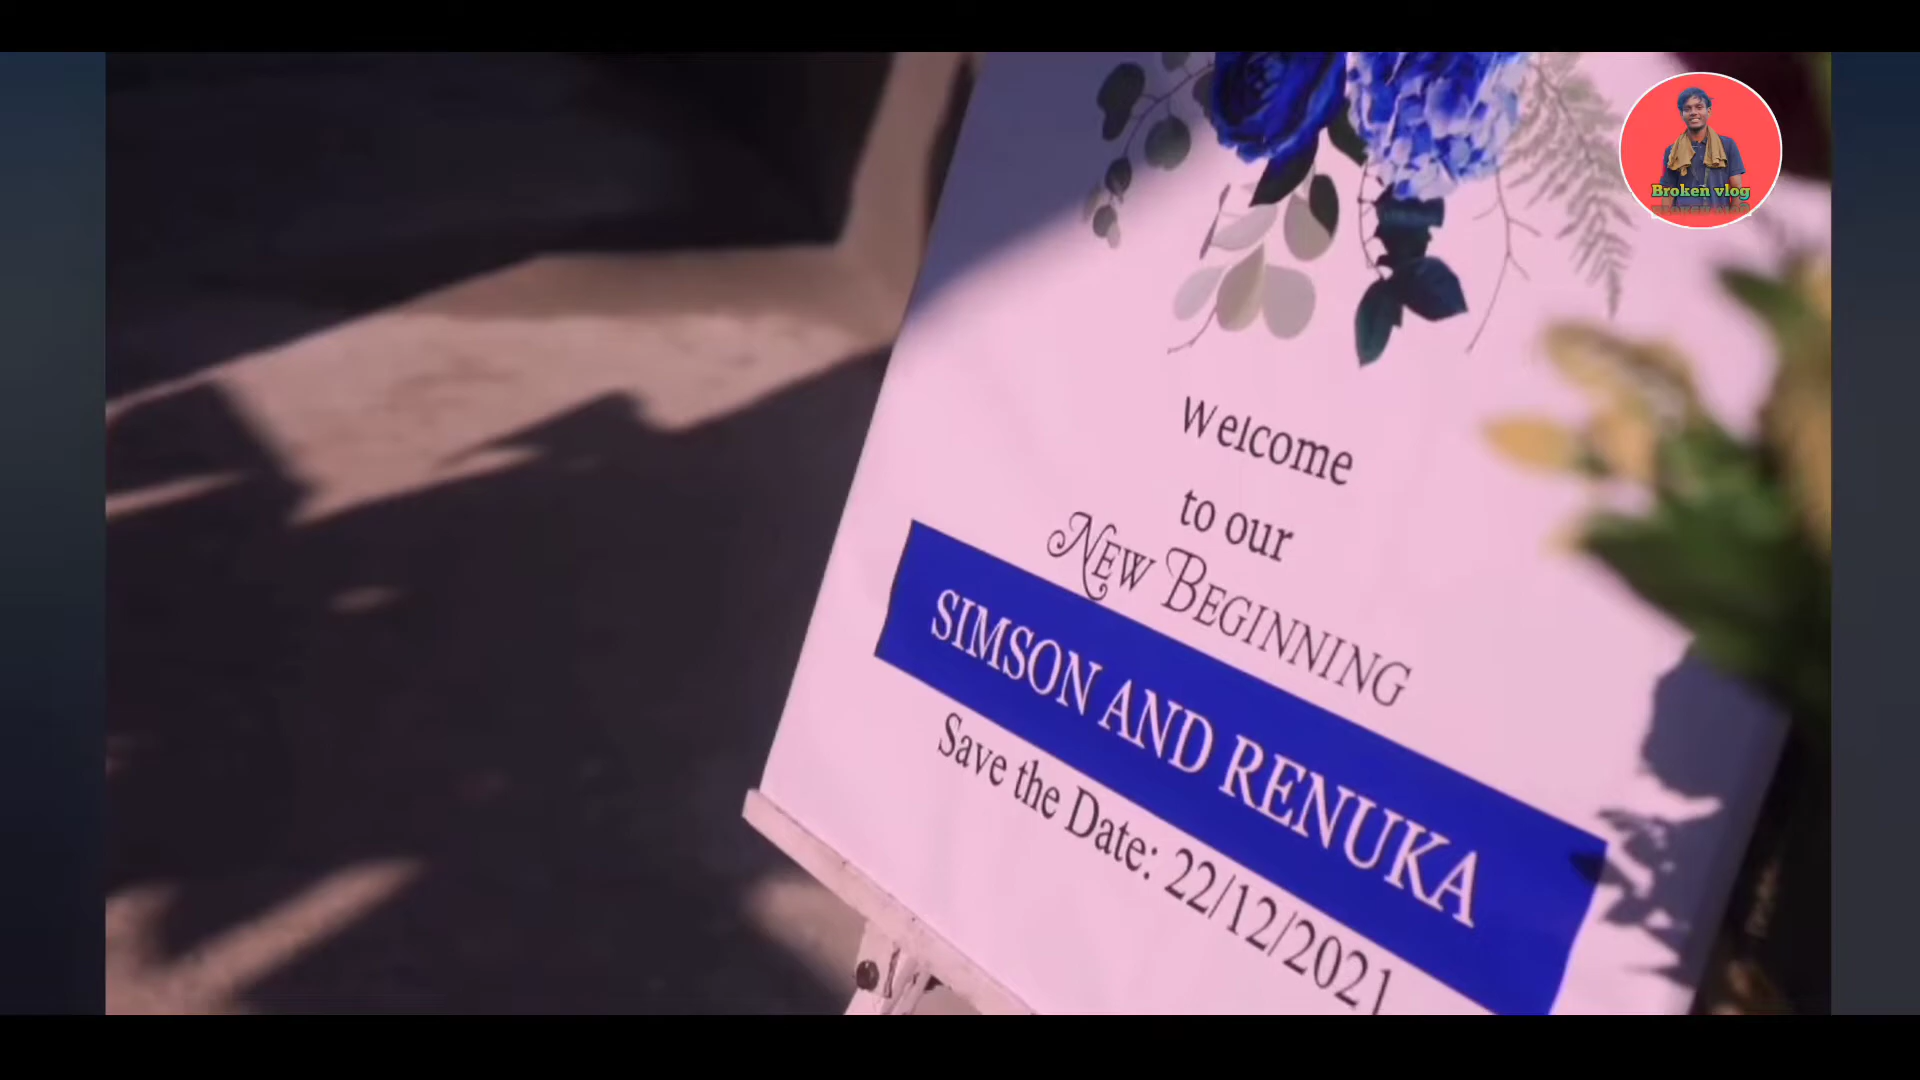 Broken vlog
Welcome
to our
NEW BEGINNING
SIMSON AND RENUKA
Save the Date: 22/12/2021